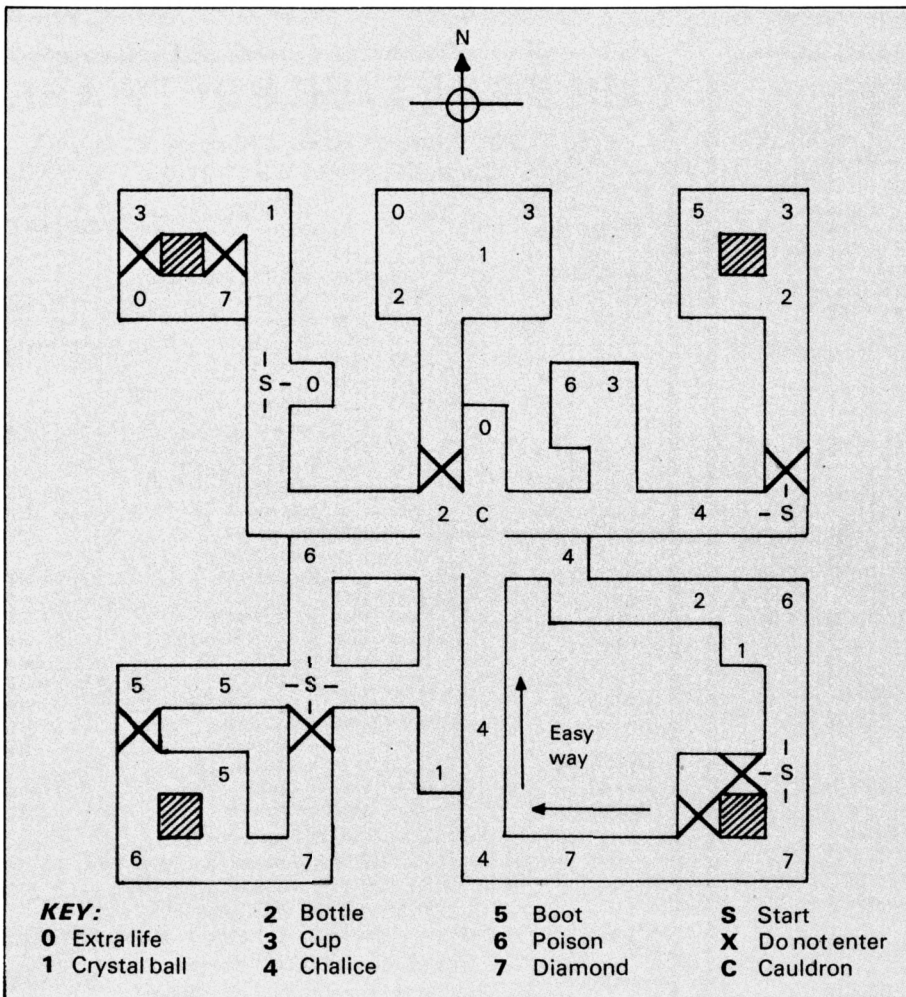 N
3 1 0 3 5 3
1
0 7 2 2
S 0 6 3
0
2 C 4 S
6 4
2 6
1
5 5 S
4 Easy
way
5 1 S
6 7 4 7 7
KEY:
0 Extra life
1 Crystal ball
2 Bottle
3 Cup
4 Chalice
5 Boot
6 Poison
7 Diamond
S Start
X Do not enter
C Cauldron